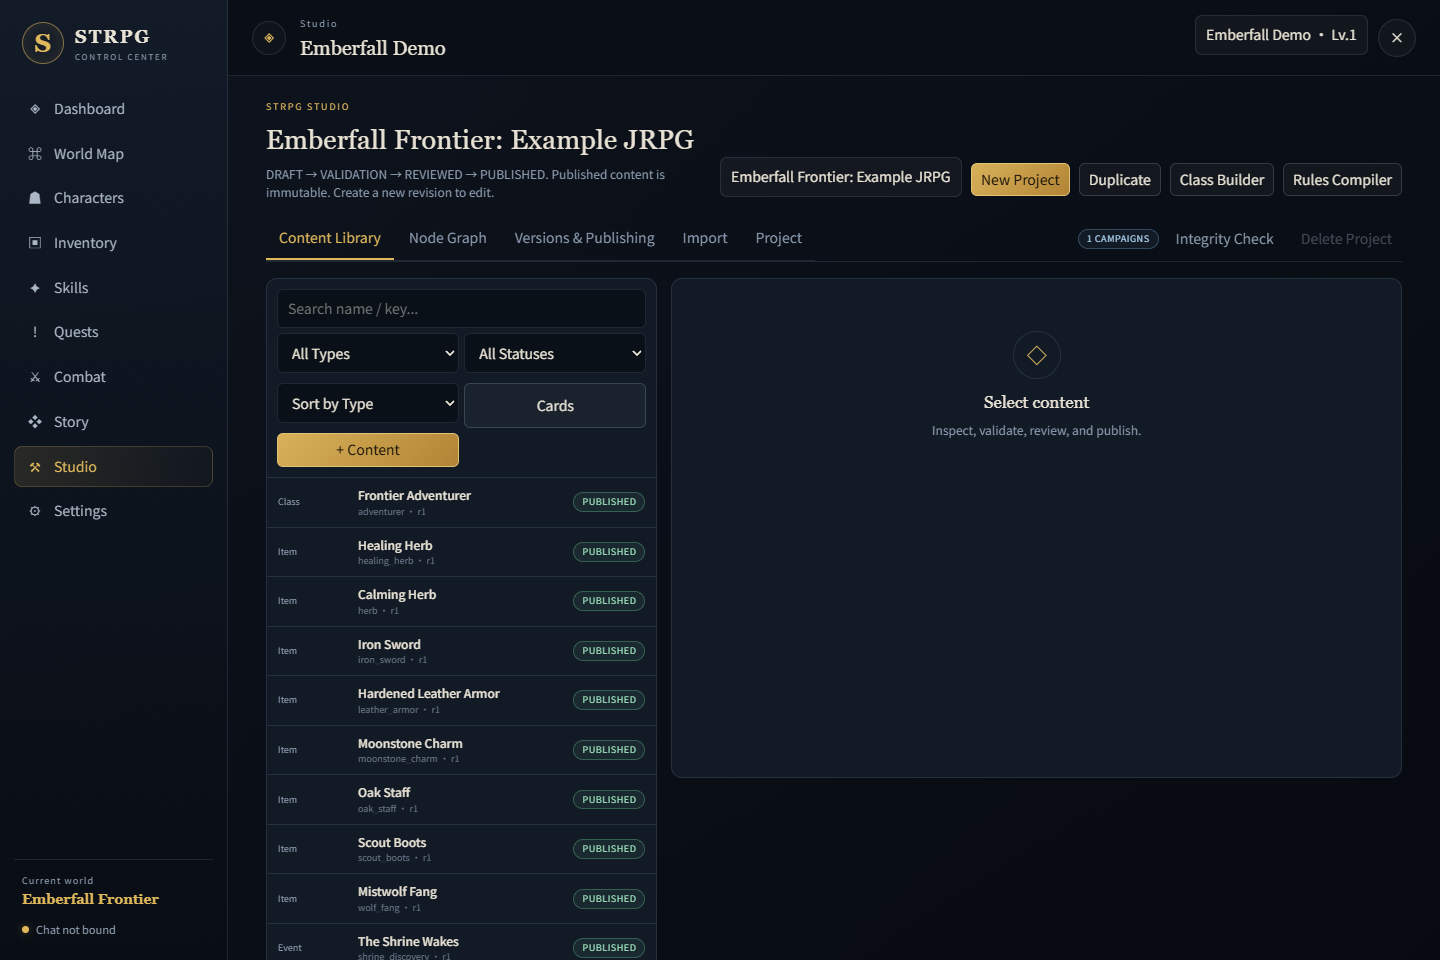 S
STRPG
CONTROL CENTER
Dashboard
World Map
Characters
Inventory
Skills
Quests
Combat
Story
Studio
Settings
Current world
Emberfall Frontier
Chat not bound
Studio
Emberfall Demo
Emberfall Demo • Lv.1
STRPG STUDIO
Emberfall Frontier: Example JRPG
DRAFT → VALIDATION → REVIEWED → PUBLISHED. Published content is
immutable. Create a new revision to edit.
Emberfall Frontier: Example JRPG
New Project
Duplicate
Class Builder
Rules Compiler
Content Library
Node Graph
Versions & Publishing
Import
Project
1 CAMPAIGNS
Integrity Check
Delete Project
Search name / key...
All Types
All Statuses
Sort by Type
Cards
+ Content
Class
Frontier Adventurer
adventurer • r1
PUBLISHED
Item
Healing Herb
healing_herb • r1
PUBLISHED
Item
Calming Herb
herb • r1
PUBLISHED
Item
Iron Sword
iron_sword • r1
PUBLISHED
Item
Hardened Leather Armor
leather_armor • r1
PUBLISHED
Item
Moonstone Charm
moonstone_charm • r1
PUBLISHED
Item
Oak Staff
oak_staff • r1
PUBLISHED
Item
Scout Boots
scout_boots • r1
PUBLISHED
Item
Mistwolf Fang
wolf_fang • r1
PUBLISHED
Event
The Shrine Wakes
shrine_discovery • r1
PUBLISHED
Select content
Inspect, validate, review, and publish.